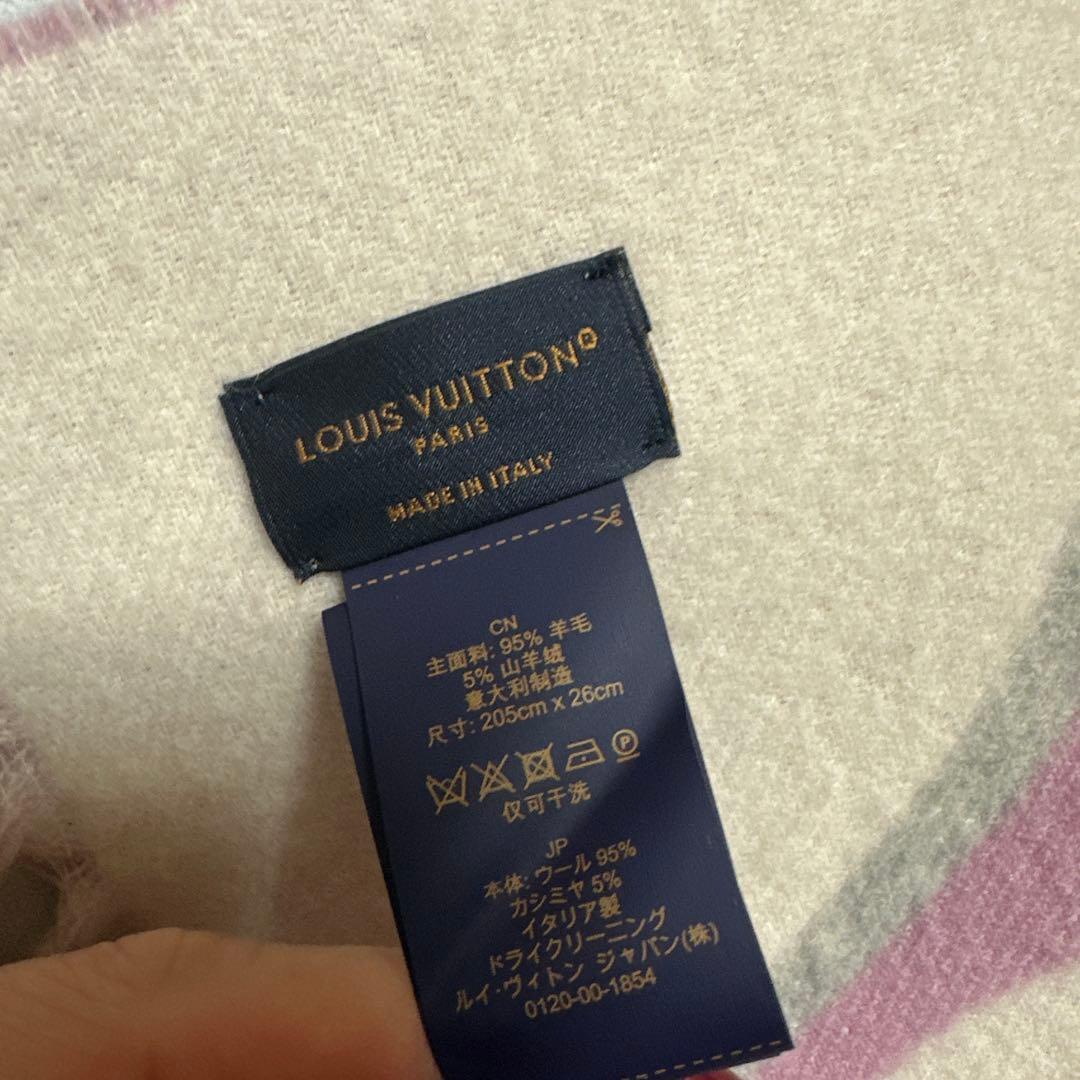 LOUIS VUITTON®
PARIS
MADE IN ITALY
CN
主面料: 95% 羊毛
5% 山羊绒
意大利制造
尺寸: 205cm x 26cm
P
仅可干洗
JP
本体: ウール 95%
カシミヤ 5%
イタリア製
ドライクリーニング
ルイ·ヴィトン ジャパン(株)
0120-00-1854